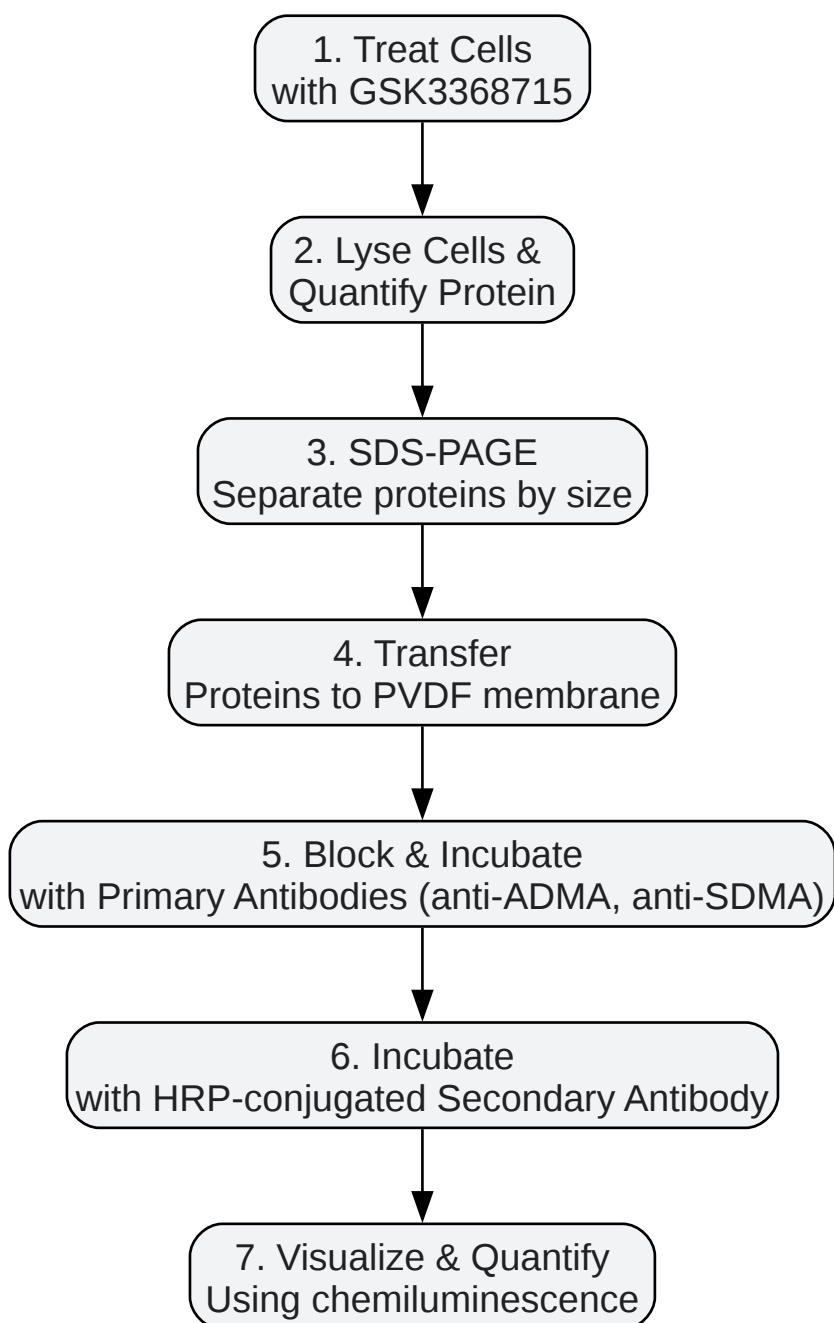 1. Treat Cells
with GSK3368715
2. Lyse Cells &
Quantify Protein
3. SDS-PAGE
Separate proteins by size
4. Transfer
Proteins to PVDF membrane
5. Block & Incubate
with Primary Antibodies (anti-ADMA, anti-SDMA)
6. Incubate
with HRP-conjugated Secondary Antibody
7. Visualize & Quantify
Using chemiluminescence